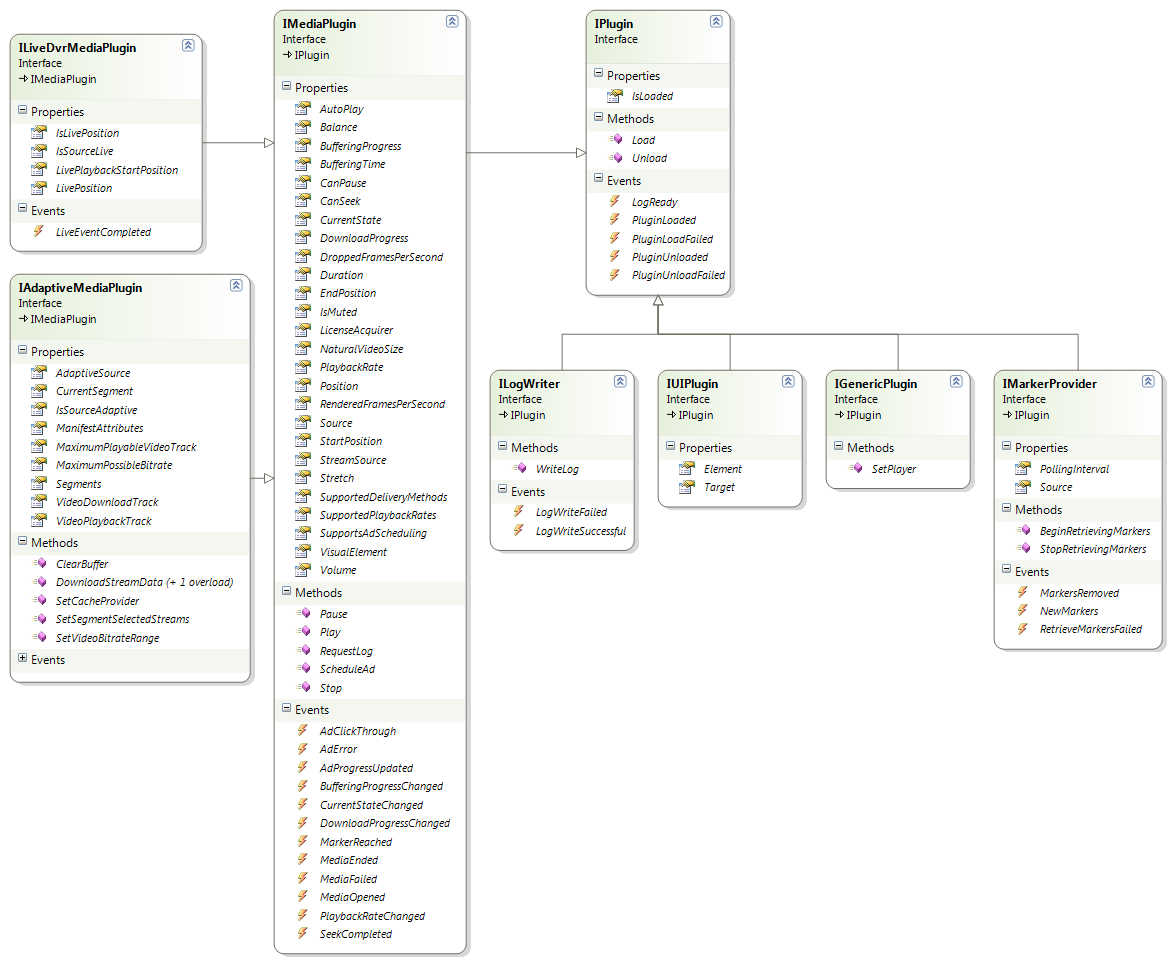 ILiveDvrMediaPlugin
Interface
IMediaPlugin
Properties
IsLivePosition
IsSourceLive
LivePlaybackStartPosition
LivePosition
Events
LiveEventCompleted
IAdaptiveMediaPlugin
Interface
IMediaPlugin
Properties
AdaptiveSource
CurrentSegment
IsSourceAdaptive
ManifestAttributes
MaximumPlayableVideoTrack
MaximumPossibleBitrate
Segments
VideoDownloadTrack
VideoPlaybackTrack
Methods
ClearBuffer
DownloadStreamData (+ 1 overload)
SetCacheProvider
SetSegmentSelectedStreams
SetVideoBitrateRange
Events
IMediaPlugin
Interface
IPlugin
Properties
AutoPlay
Balance
BufferingProgress
BufferingTime
CanPause
CanSeek
CurrentState
DownloadProgress
DroppedFramesPerSecond
Duration
EndPosition
IsMuted
LicenseAcquirer
NaturalVideoSize
PlaybackRate
Position
RenderedFramesPerSecond
Source
StartPosition
StreamSource
Stretch
SupportedDeliveryMethods
SupportedPlaybackRates
SupportsAdScheduling
VisualElement
Volume
Methods
Pause
Play
RequestLog
ScheduleAd
Stop
Events
AdClickThrough
AdError
AdProgressUpdated
BufferingProgressChanged
CurrentStateChanged
DownloadProgressChanged
MarkerReached
MediaEnded
MediaFailed
MediaOpened
PlaybackRateChanged
SeekCompleted
IPlugin
Interface
Properties
IsLoaded
Methods
Load
Unload
Events
LogReady
PluginLoaded
PluginLoadFailed
PluginUnloaded
PluginUnloadFailed
ILogWriter
Interface
IPlugin
Methods
WriteLog
Events
LogWriteFailed
LogWriteSuccessful
IUIPlugin
Interface
IPlugin
Properties
Element
Target
IGenericPlugin
Interface
IPlugin
Methods
SetPlayer
IMarkerProvider
Interface
IPlugin
Properties
PollingInterval
Source
Methods
BeginRetrievingMarkers
StopRetrievingMarkers
Events
MarkersRemoved
NewMarkers
RetrieveMarkersFailed